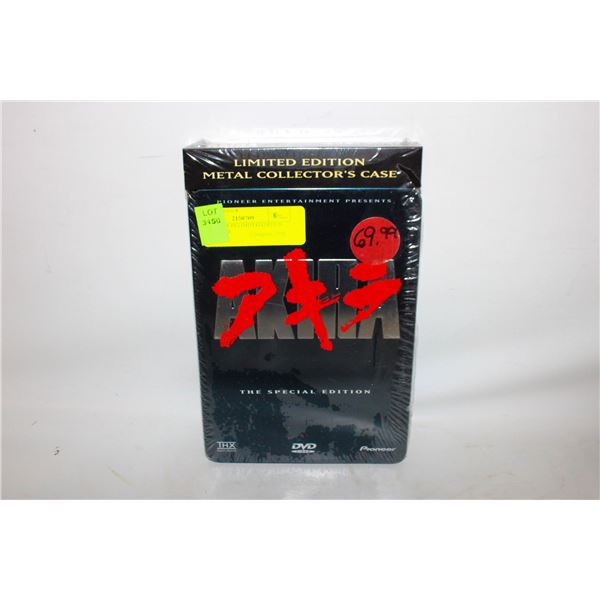 LIMITED EDITION
METAL COLLECTOR'S CASE
PIONEER ENTERTAINMENT PRESENTS
LOT
69.99
AKIRA
アキラ
THE SPECIAL EDITION
THX
DVD
VIDEO
Pioneer